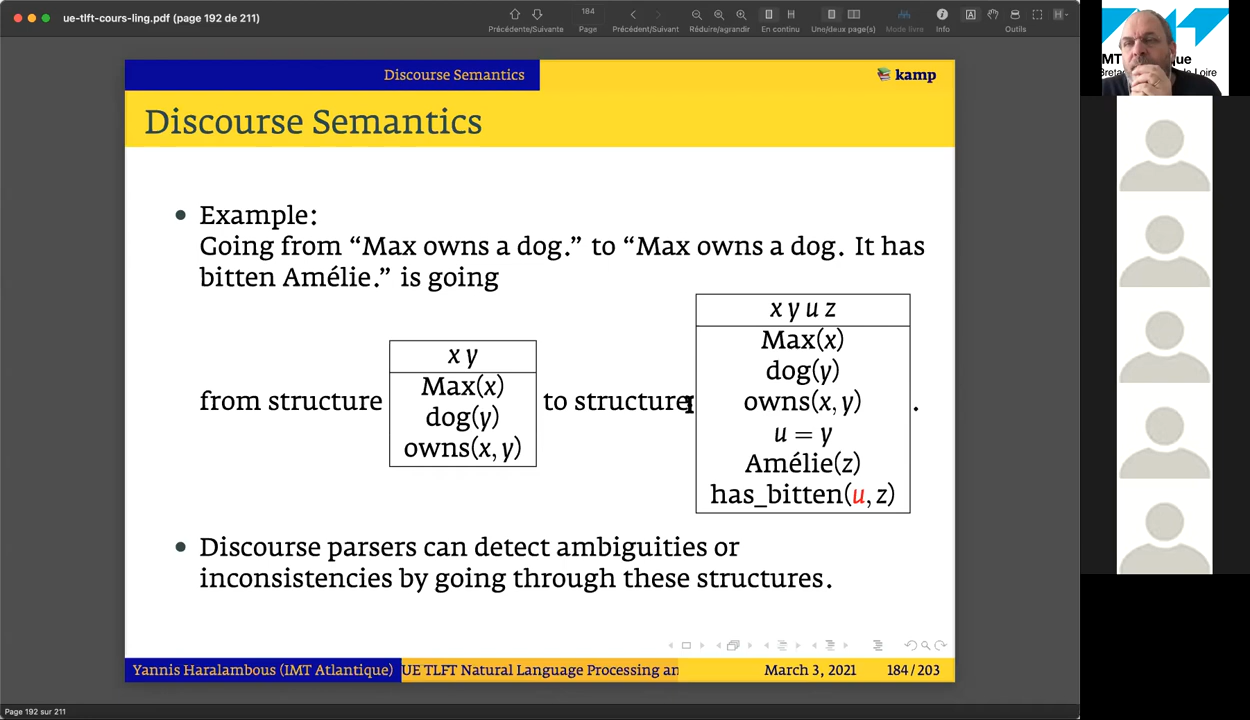 ue-tlft-cours-ling.pdf (page 192 de 211)
184
Précédente/Suivante
Page
Précédent/Suivant
Réduire/agrandir
En continu
Uno/deux page(s)
Mode livre
Info
Outils
Discourse Semantics
kamp
Discourse Semantics
• Example:
Going from “Max owns a dog.” to “Max owns a dog. It has
bitten Amélie.” is going
from structure
x y
Max(x)
dog(y)
owns(x, y)
to structure
x y u z
Max(x)
dog(y)
owns(x, y)
u = y
Amélie(z)
has_bitten(u, z)
.
• Discourse parsers can detect ambiguities or
inconsistencies by going through these structures.
Yannis Haralambous (IMT Atlantique)
UE TLFT Natural Language Processing an
March 3, 2021
184/203
Page 192 sur 211